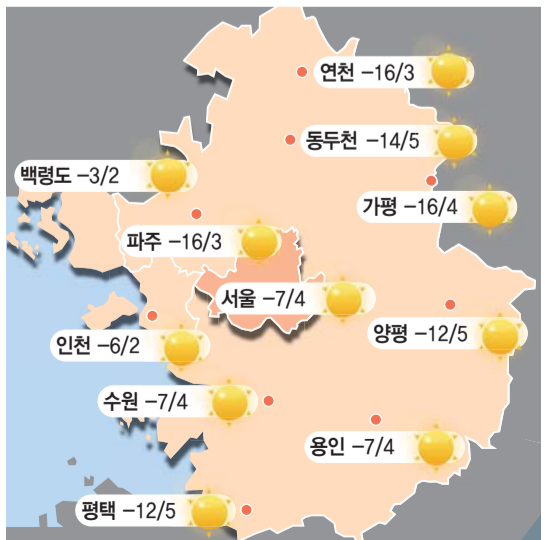 연천 –16/3
동두천 –14/5
백령도 –3/2
가평 –16/4
파주 –16/3
서울 –7/4
양평 –12/5
인천 –6/2
수원 –7/4
용인 –7/4
평택 –12/5